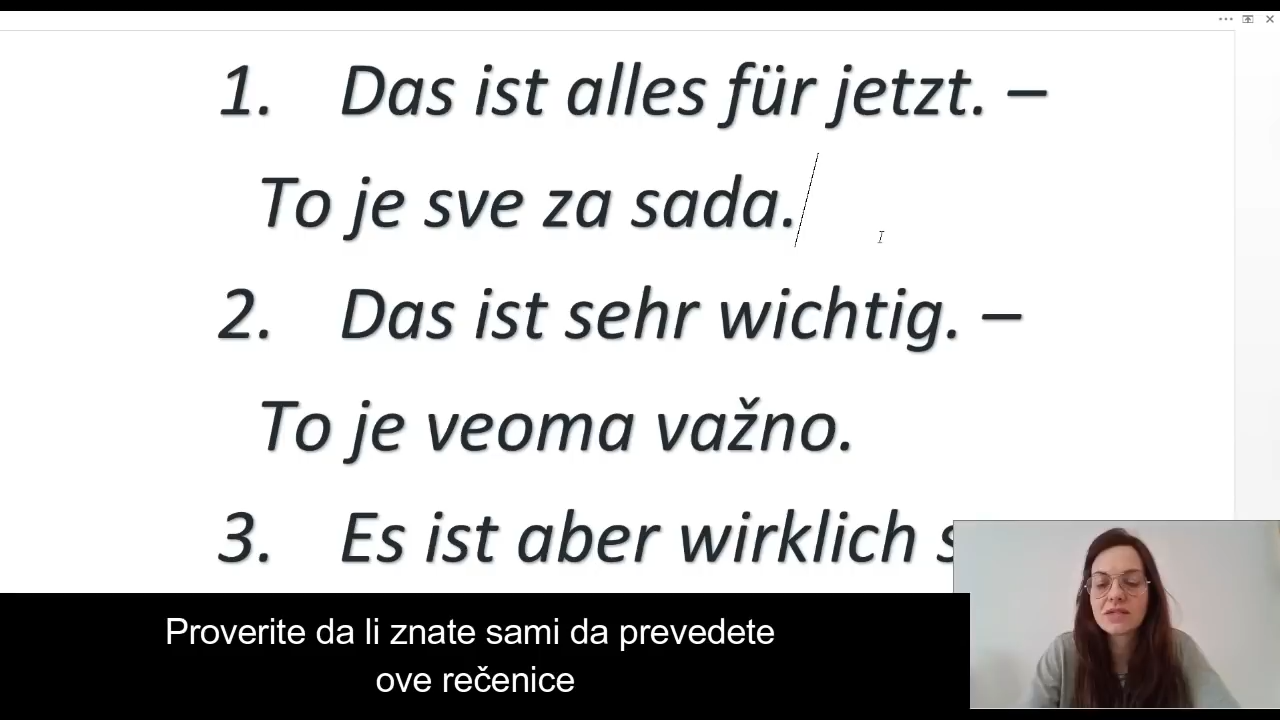 1. Das ist alles für jetzt. –
To je sve za sada.
2. Das ist sehr wichtig. –
To je veoma važno.
3. Es ist aber wirklich
Proverite da li znate sami da prevedete
ove rečenice